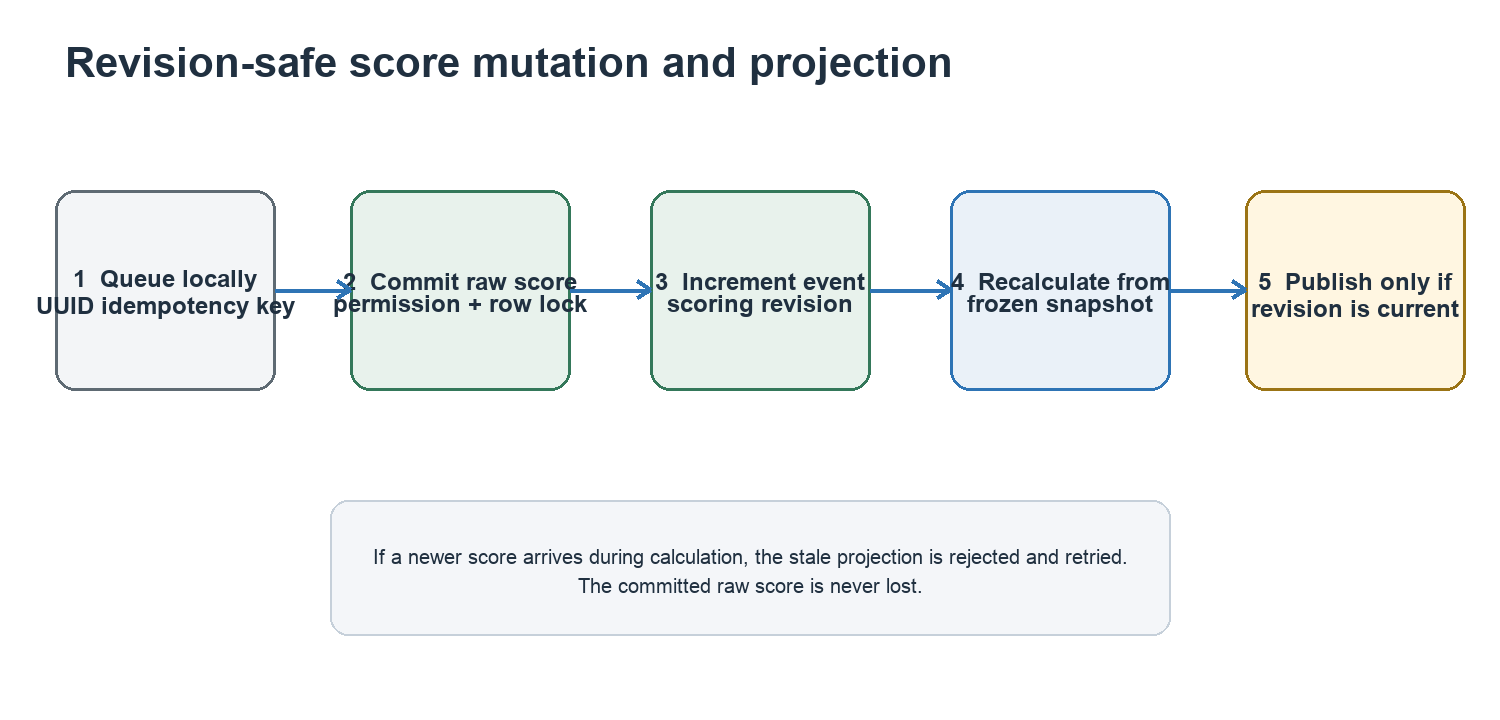 Revision-safe score mutation and projection
1 Queue locally
UUID idempotency key
2 Commit raw score
permission + row lock
3 Increment event
scoring revision
4 Recalculate from
frozen snapshot
5 Publish only if
revision is current
If a newer score arrives during calculation, the stale projection is rejected and retried.
The committed raw score is never lost.